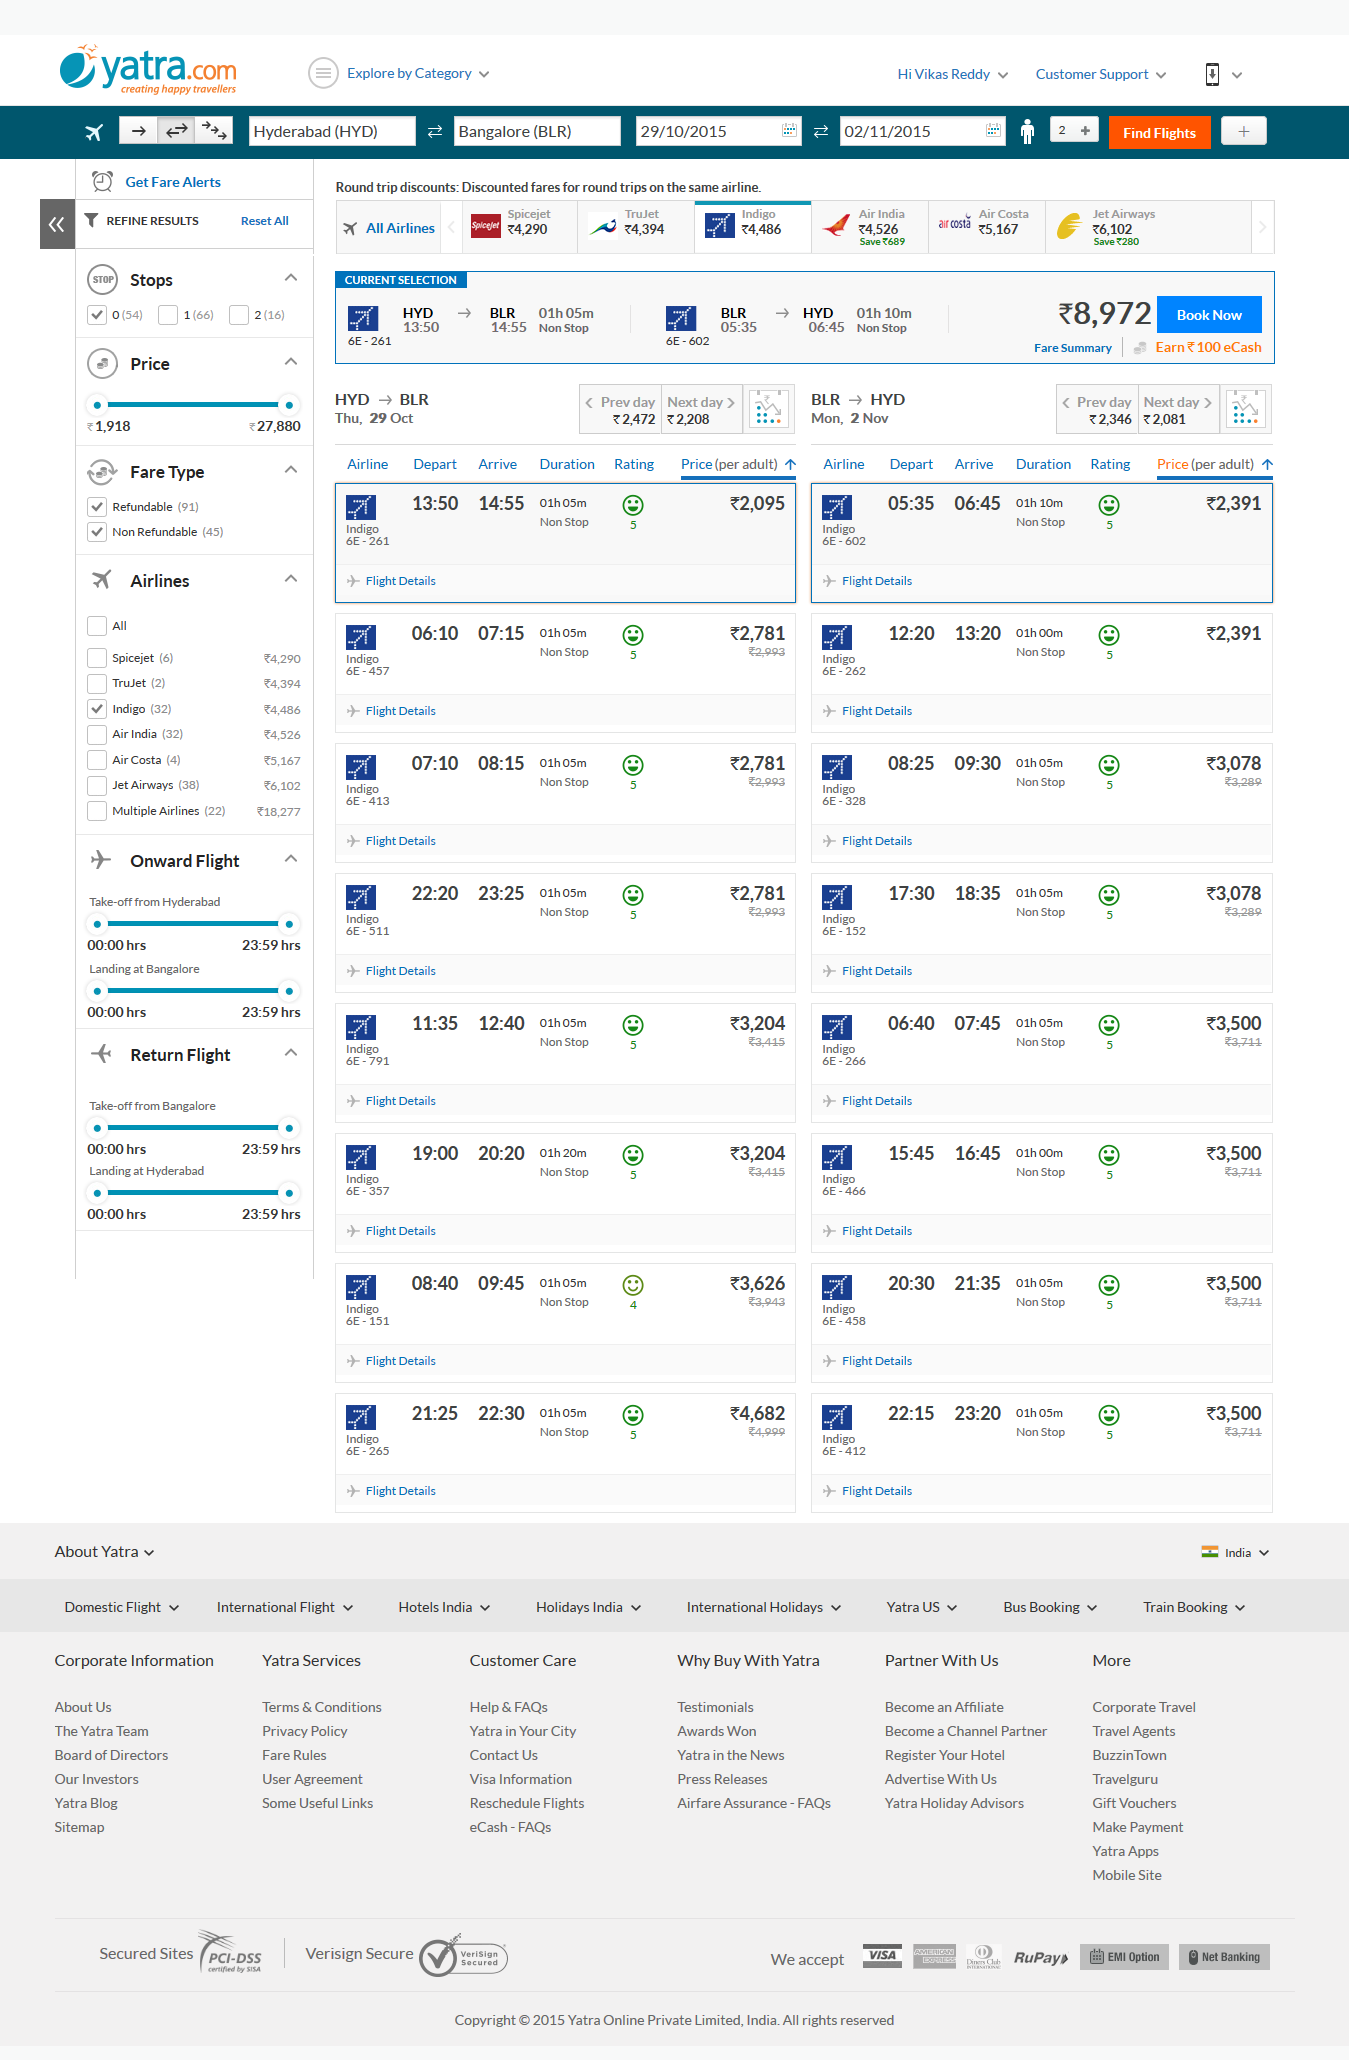 yatra.com
creating happy travellers
Explore by Category
Hi Vikas Reddy
Customer Support
Hyderabad (HYD)
Bangalore (BLR)
29/10/2015
02/11/2015
2
Find Flights
Get Fare Alerts
REFINE RESULTS
Reset All
STOP Stops
0 (54)
1 (66)
2 (16)
Price
₹1,918
₹27,880
Fare Type
Refundable (91)
Non Refundable (45)
Airlines
All
Spicejet (6) ₹4,290
TruJet (2) ₹4,394
Indigo (32) ₹4,486
Air India (32) ₹4,526
Air Costa (4) ₹5,167
Jet Airways (38) ₹6,102
Multiple Airlines (22) ₹18,277
Onward Flight
Take-off from Hyderabad
00:00 hrs 23:59 hrs
Landing at Bangalore
00:00 hrs 23:59 hrs
Return Flight
Take-off from Bangalore
00:00 hrs 23:59 hrs
Landing at Hyderabad
00:00 hrs 23:59 hrs
Round trip discounts: Discounted fares for round trips on the same airline.
All Airlines
Spicejet
Spicejet
₹4,290
TruJet
₹4,394
Indigo
₹4,486
Air India
₹4,526
Save ₹689
air costa
Air Costa
₹5,167
Jet Airways
₹6,102
Save ₹280
CURRENT SELECTION
6E - 261
HYD
13:50
BLR
14:55
01h 05m
Non Stop
6E - 602
BLR
05:35
HYD
06:45
01h 10m
Non Stop
₹8,972
Book Now
Fare Summary
Earn ₹100 eCash
HYD → BLR
Thu, 29 Oct
Prev day
₹2,472
Next day
₹2,208
Airline Depart Arrive Duration Rating Price (per adult)
13:50 14:55 01h 05m ₹2,095
Non Stop
Indigo 5
6E - 261
Flight Details
06:10 07:15 01h 05m ₹2,781
Non Stop ₹2,993
Indigo 5
6E - 457
Flight Details
07:10 08:15 01h 05m ₹2,781
Non Stop ₹2,993
Indigo 5
6E - 413
Flight Details
22:20 23:25 01h 05m ₹2,781
Non Stop ₹2,993
Indigo 5
6E - 511
Flight Details
11:35 12:40 01h 05m ₹3,204
Non Stop ₹3,415
Indigo 5
6E - 791
Flight Details
19:00 20:20 01h 20m ₹3,204
Non Stop ₹3,415
Indigo 5
6E - 357
Flight Details
08:40 09:45 01h 05m ₹3,626
Non Stop ₹3,943
Indigo 4
6E - 151
Flight Details
21:25 22:30 01h 05m ₹4,682
Non Stop ₹4,999
Indigo 5
6E - 265
Flight Details
BLR → HYD
Mon, 2 Nov
Prev day
₹2,346
Next day
₹2,081
Airline Depart Arrive Duration Rating Price (per adult)
05:35 06:45 01h 10m ₹2,391
Non Stop
Indigo 5
6E - 602
Flight Details
12:20 13:20 01h 00m ₹2,391
Non Stop
Indigo 5
6E - 262
Flight Details
08:25 09:30 01h 05m ₹3,078
Non Stop ₹3,289
Indigo 5
6E - 328
Flight Details
17:30 18:35 01h 05m ₹3,078
Non Stop ₹3,289
Indigo 5
6E - 152
Flight Details
06:40 07:45 01h 05m ₹3,500
Non Stop ₹3,711
Indigo 5
6E - 266
Flight Details
15:45 16:45 01h 00m ₹3,500
Non Stop ₹3,711
Indigo 5
6E - 466
Flight Details
20:30 21:35 01h 05m ₹3,500
Non Stop ₹3,711
Indigo 5
6E - 458
Flight Details
22:15 23:20 01h 05m ₹3,500
Non Stop ₹3,711
Indigo 5
6E - 412
Flight Details
About Yatra
India
Domestic Flight International Flight Hotels India Holidays India International Holidays Yatra US Bus Booking Train Booking
Corporate Information
About Us
The Yatra Team
Board of Directors
Our Investors
Yatra Blog
Sitemap
Yatra Services
Terms & Conditions
Privacy Policy
Fare Rules
User Agreement
Some Useful Links
Customer Care
Help & FAQs
Yatra in Your City
Contact Us
Visa Information
Reschedule Flights
eCash - FAQs
Why Buy With Yatra
Testimonials
Awards Won
Yatra in the News
Press Releases
Airfare Assurance - FAQs
Partner With Us
Become an Affiliate
Become a Channel Partner
Register Your Hotel
Advertise With Us
Yatra Holiday Advisors
More
Corporate Travel
Travel Agents
BuzzinTown
Travelguru
Gift Vouchers
Make Payment
Yatra Apps
Mobile Site
Secured Sites
PCI-DSS
certified by SISA
Verisign Secure
VeriSign
Secured
We accept
VISA
AMERICAN
EXPRESS
Diners Club
INTERNATIONAL
RuPay
EMI Option
Net Banking
Copyright © 2015 Yatra Online Private Limited, India. All rights reserved